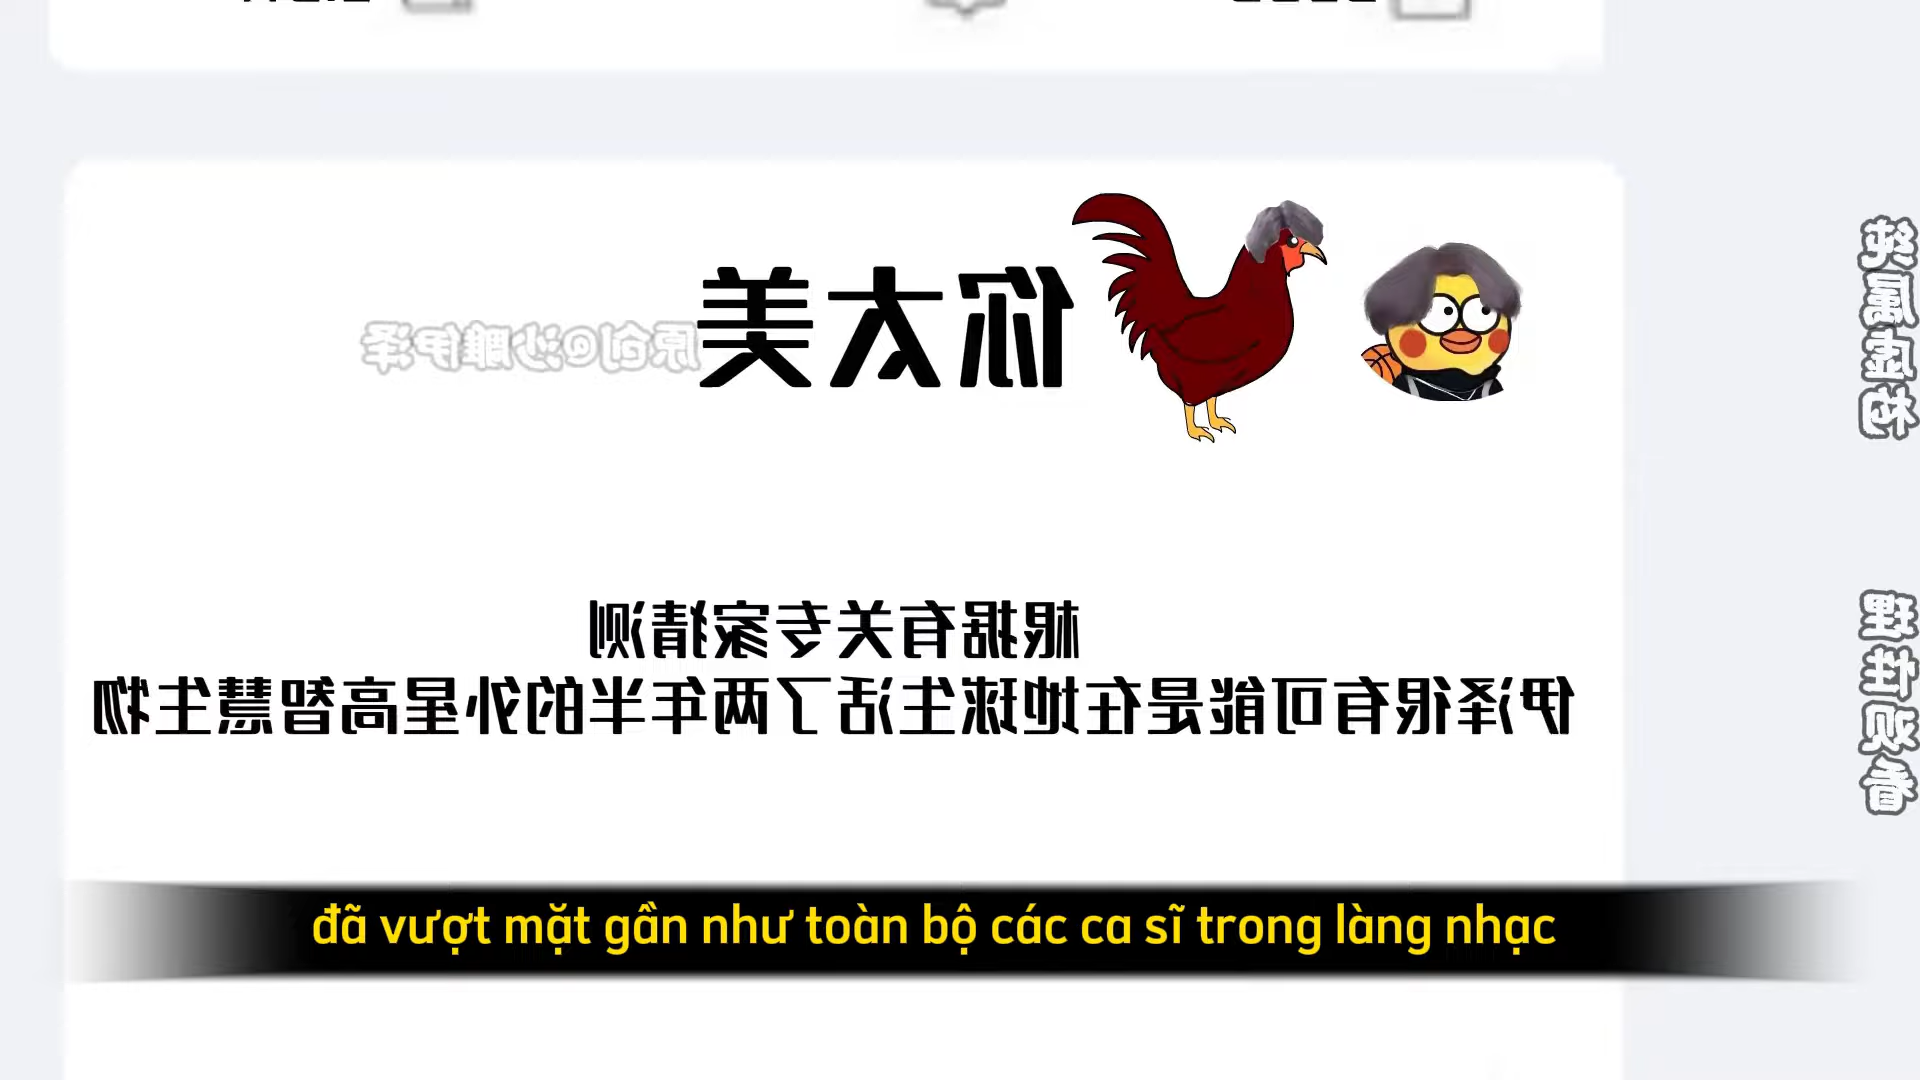 你太美
原创@沙雕伊泽
根据有关专家猜测
伊泽很有可能是在地球生活了两年半的外星高智慧生物
đã vượt mặt gần như toàn bộ các ca sĩ trong làng nhạc
纯属虚构
理性观看